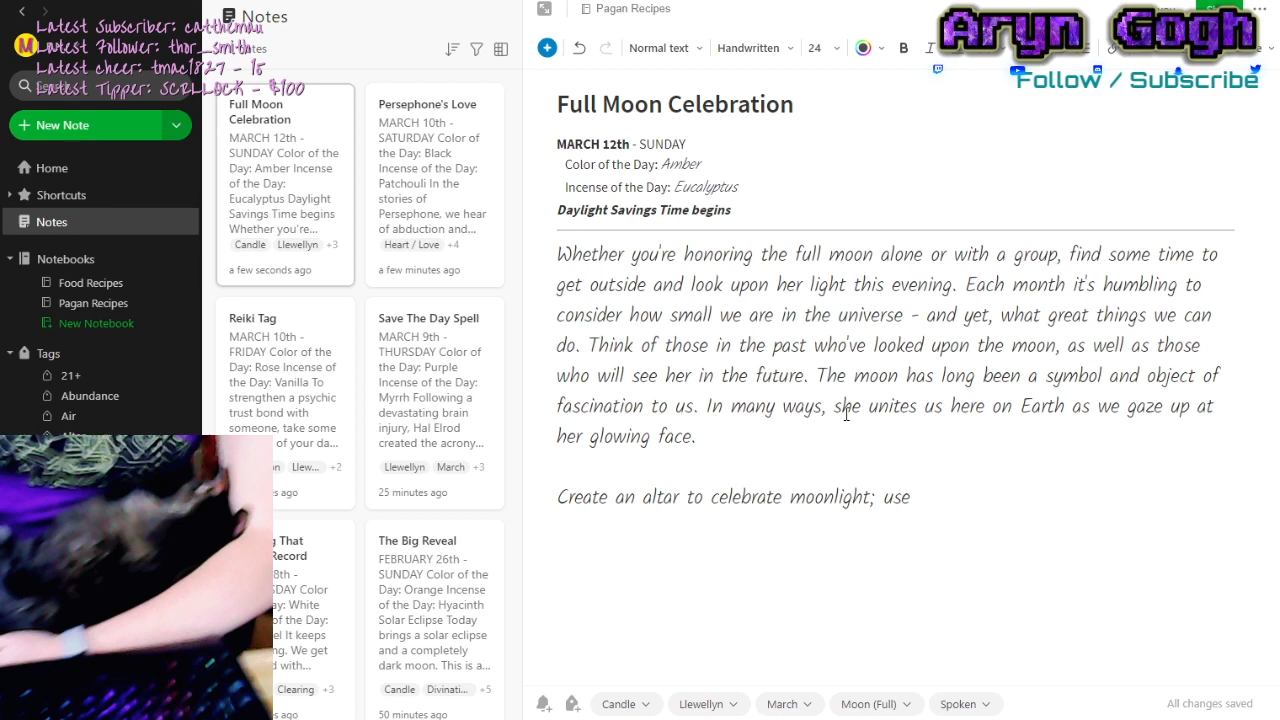 Latest Subscriber: catthemau
Latest Follower: thor_smith
Latest cheer: tmac1827 - 15
Latest Tipper: SCRLLOCK - $100
New Note
Home
Shortcuts
Notes
Notebooks
Food Recipes
Pagan Recipes
New Notebook
Tags
21+
Abundance
Air
Notes
Full Moon
Celebration
MARCH 12th -
SUNDAY Color of
the Day: Amber
Incense of the Day:
Eucalyptus Daylight
Savings Time begins
Whether you're...
Candle Llewellyn +3
a few seconds ago
Persephone's Love
MARCH 10th -
SATURDAY Color of
the Day: Black
Incense of the Day:
Patchouli In the
stories of
Persephone, we hear
of abduction and...
Heart / Love +4
a few minutes ago
Reiki Tag
MARCH 10th -
FRIDAY Color of the
Day: Rose Incense
of the Day: Vanilla To
strengthen a psychic
trust bond with
someone, take some
of your da...
Llew... +2
Save The Day Spell
MARCH 9th -
THURSDAY Color of
the Day: Purple
Incense of the Day:
Myrrh Following a
devastating brain
injury, Hal Elrod
created the acrony...
Llewellyn March +3
25 minutes ago
That
Record
Color
White
of the Day:
It keeps
We get
with
Clearing +3
ago
The Big Reveal
FEBRUARY 26th -
SUNDAY Color of
the Day: Orange
Incense of the Day: Hyacinth
Solar Eclipse Today
brings a solar eclipse
and a completely
dark moon. This is a...
Candle Divinati... +5
50 minutes ago
Pagan Recipes
Normal text Handwritten 24 B I
Aryn Gogh
Follow / Subscribe
Full Moon Celebration
MARCH 12th - SUNDAY
Color of the Day: Amber
Incense of the Day: Eucalyptus
Daylight Savings Time begins
Whether you're honoring the full moon alone or with a group, find some time to
get outside and look upon her light this evening. Each month it's humbling to
consider how small we are in the universe - and yet, what great things we can
do. Think of those in the past who've looked upon the moon, as well as those
who will see her in the future. The moon has long been a symbol and object of
fascination to us. In many ways, she unites us here on Earth as we gaze up at
her glowing face.
Create an altar to celebrate moonlight; use
Candle Llewellyn March Moon (Full) Spoken
All changes saved